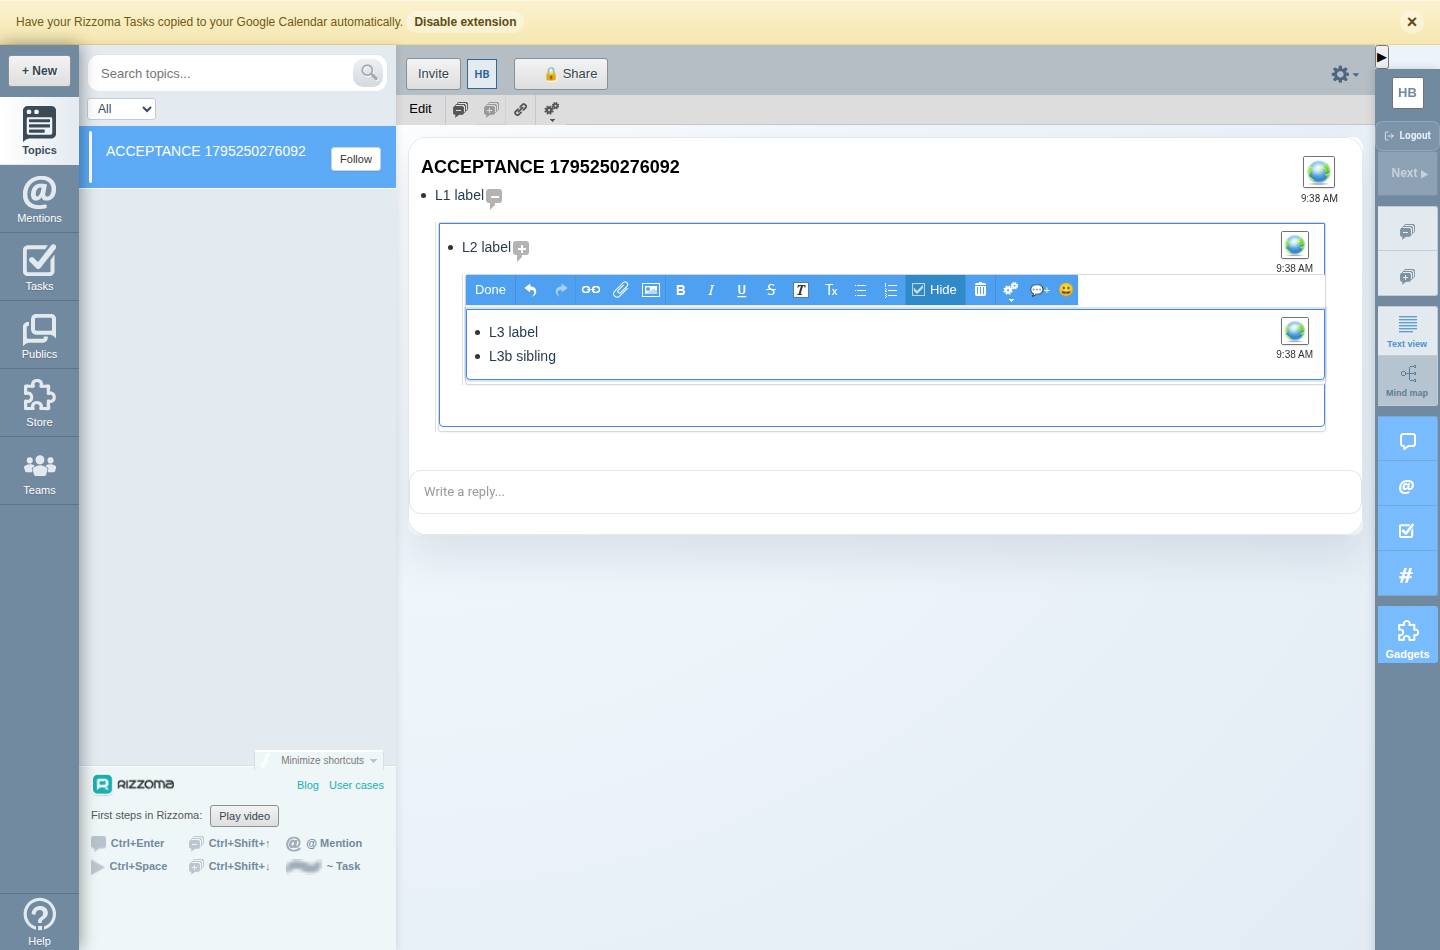 Have your Rizzoma Tasks copied to your Google Calendar automatically. Disable extension ×
+ New
Topics
Mentions
Tasks
Publics
Store
Teams
Help
Search topics...
All
ACCEPTANCE 1795250276092
Follow
Minimize shortcuts
RIZZOMA
Blog User cases
First steps in Rizzoma: Play video
Ctrl+Enter Ctrl+Shift+↑ @ @ Mention
Ctrl+Space Ctrl+Shift+↓ ~ Task
Invite HB Share
Edit
ACCEPTANCE 1795250276092
• L1 label
9:38 AM
• L2 label
9:38 AM
Done B I U S T Tx Hide
• L3 label
• L3b sibling
9:38 AM
Write a reply...
HB
Logout
Next ▶
Text view
Mind map
@
#
Gadgets